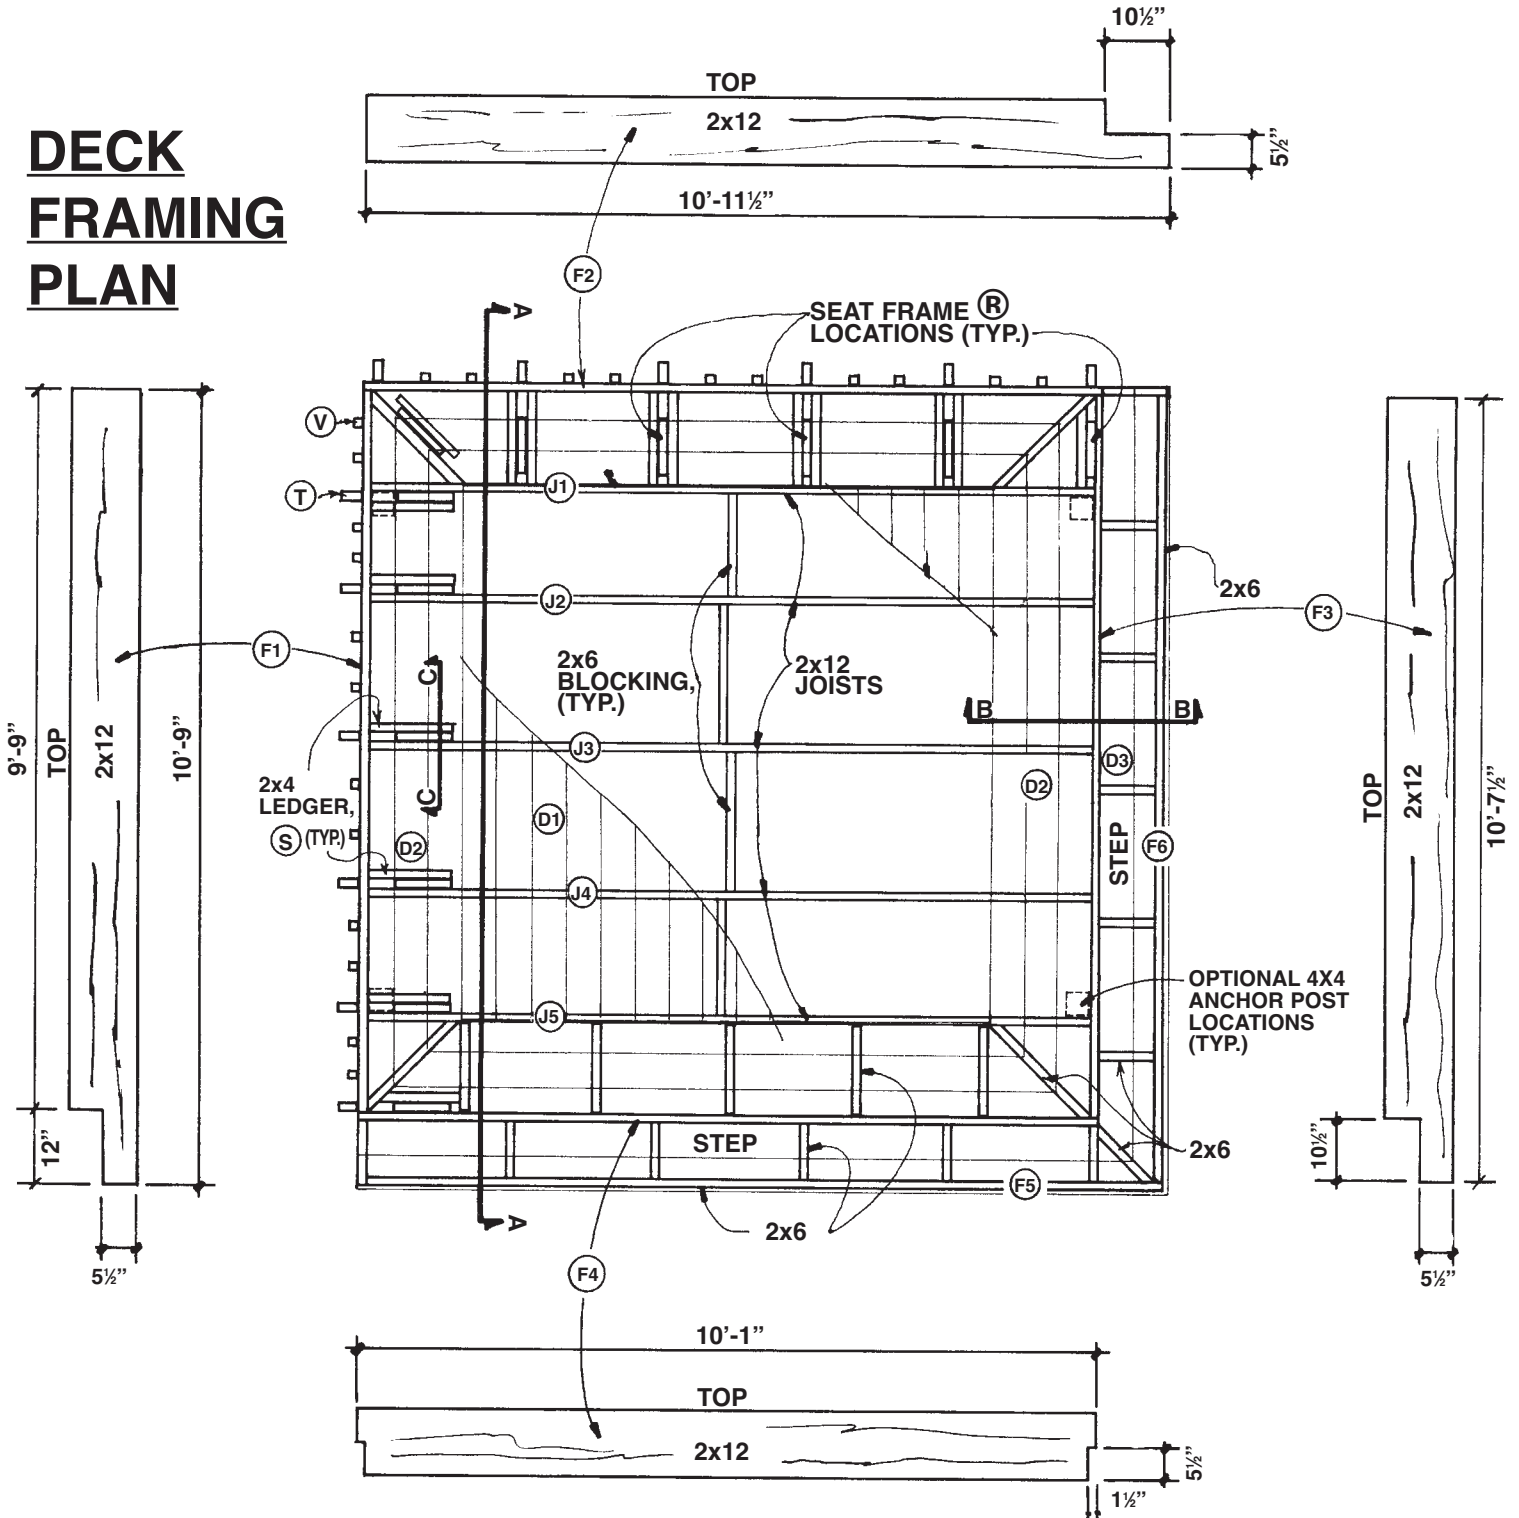 10½”
TOP
2x12
5½”
10’-11½”
DECK
FRAMING
PLAN
F2
A
SEAT FRAME Ⓡ
LOCATIONS (TYP.)
V
T
J1
J2
2x6
F3
F1
C
2x6
BLOCKING,
(TYP.)
2x12
JOISTS
B
B
9’-9”
TOP
2x12
10’-9”
J3
D3
D2
2x4
LEDGER,
S (TYP.)
C
D2
D1
STEP
F6
TOP
2x12
10’-7½”
J4
J5
OPTIONAL 4X4
ANCHOR POST
LOCATIONS
(TYP.)
12”
STEP
2x6
10½”
F5
A
2x6
5½”
5½”
F4
10’-1”
TOP
2x12
5½”
1½”